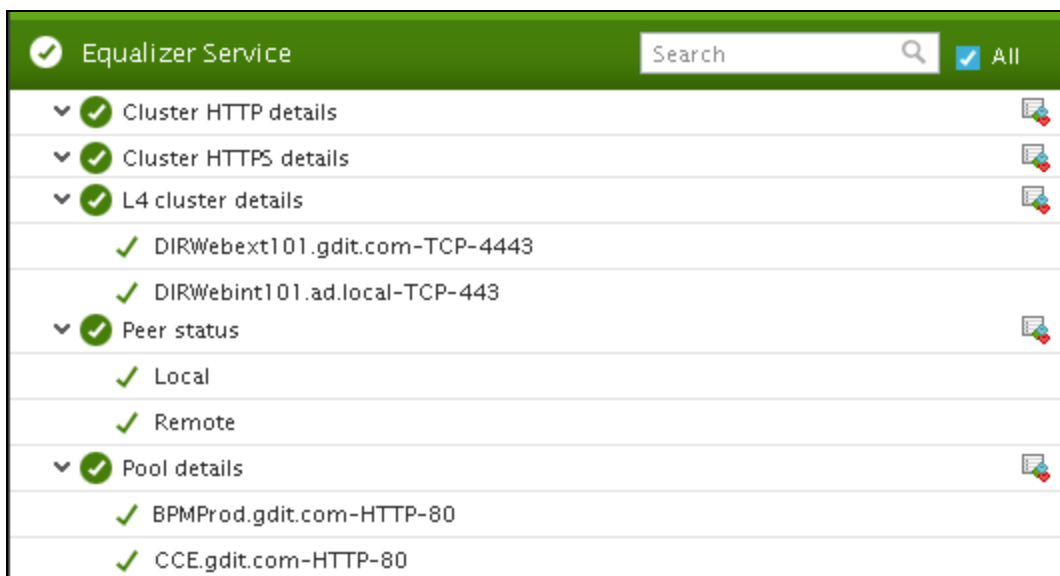 Equalizer Service
Search
All
Cluster HTTP details
Cluster HTTPS details
L4 cluster details
DIRWebext101.gdit.com-TCP-4443
DIRWebint101.ad.local-TCP-443
Peer status
Local
Remote
Pool details
BPMProd.gdit.com-HTTP-80
CCE.gdit.com-HTTP-80